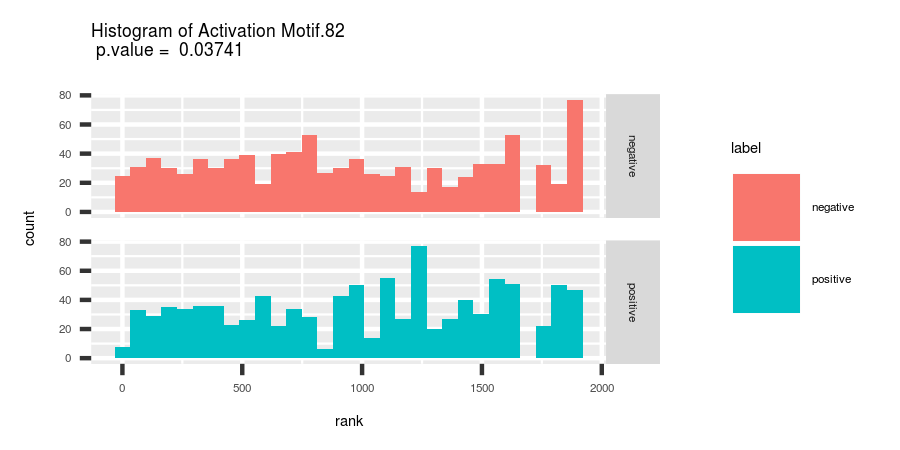 Histogram of Activation Motif.82
p.value = 0.03741
80
60
40
20
0
negative
80
60
40
20
0
positive
0
500
1000
1500
2000
rank
count
label
negative
positive